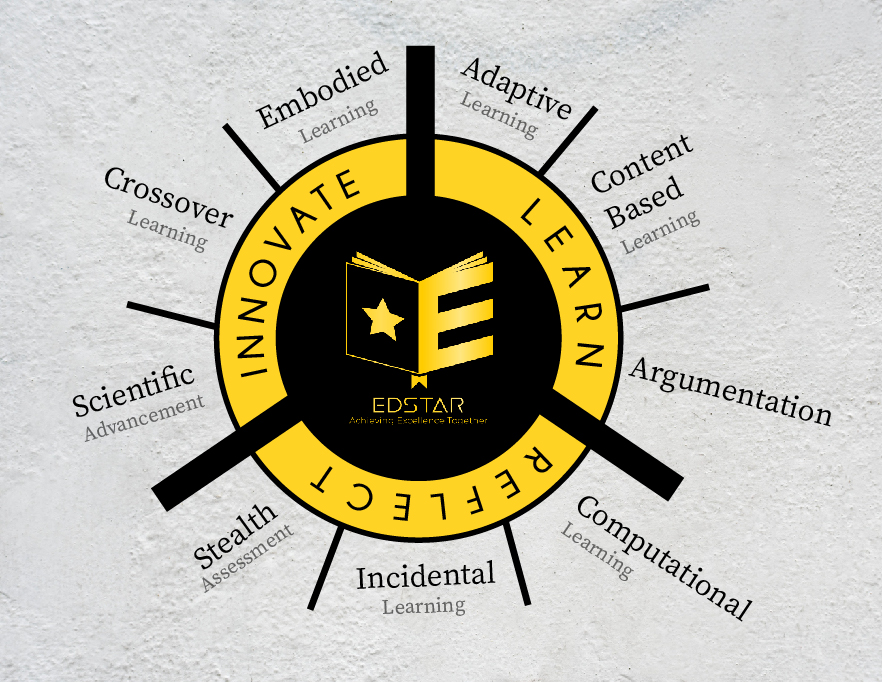 Embodied
Learning
Adaptive
Learning
Content
Based
Learning
Crossover
Learning
INNOVATE
LEARN
REFLECT
EDSTAR
Achieving Excellence Together
Argumentation
Scientific
Advancement
Stealth
Assessment
Incidental
Learning
Computational
Learning